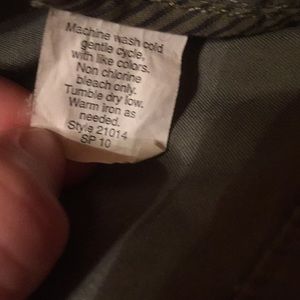 Machine wash cold
gentle cycle,
with like colors.
Non chlorine
bleach only.
Tumble dry low.
Warm iron as
needed.
Style 21014
SP 10